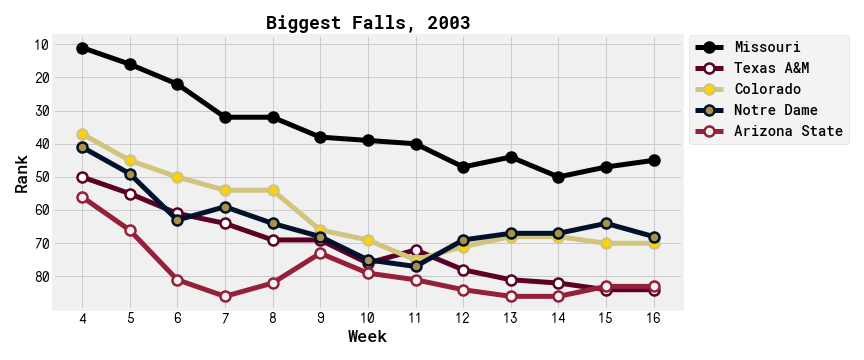 Biggest Falls, 2003
Missouri
Texas A&M
Colorado
Notre Dame
Arizona State
Rank
10
20
30
40
50
60
70
80
4 5 6 7 8 9 10 11 12 13 14 15 16
Week